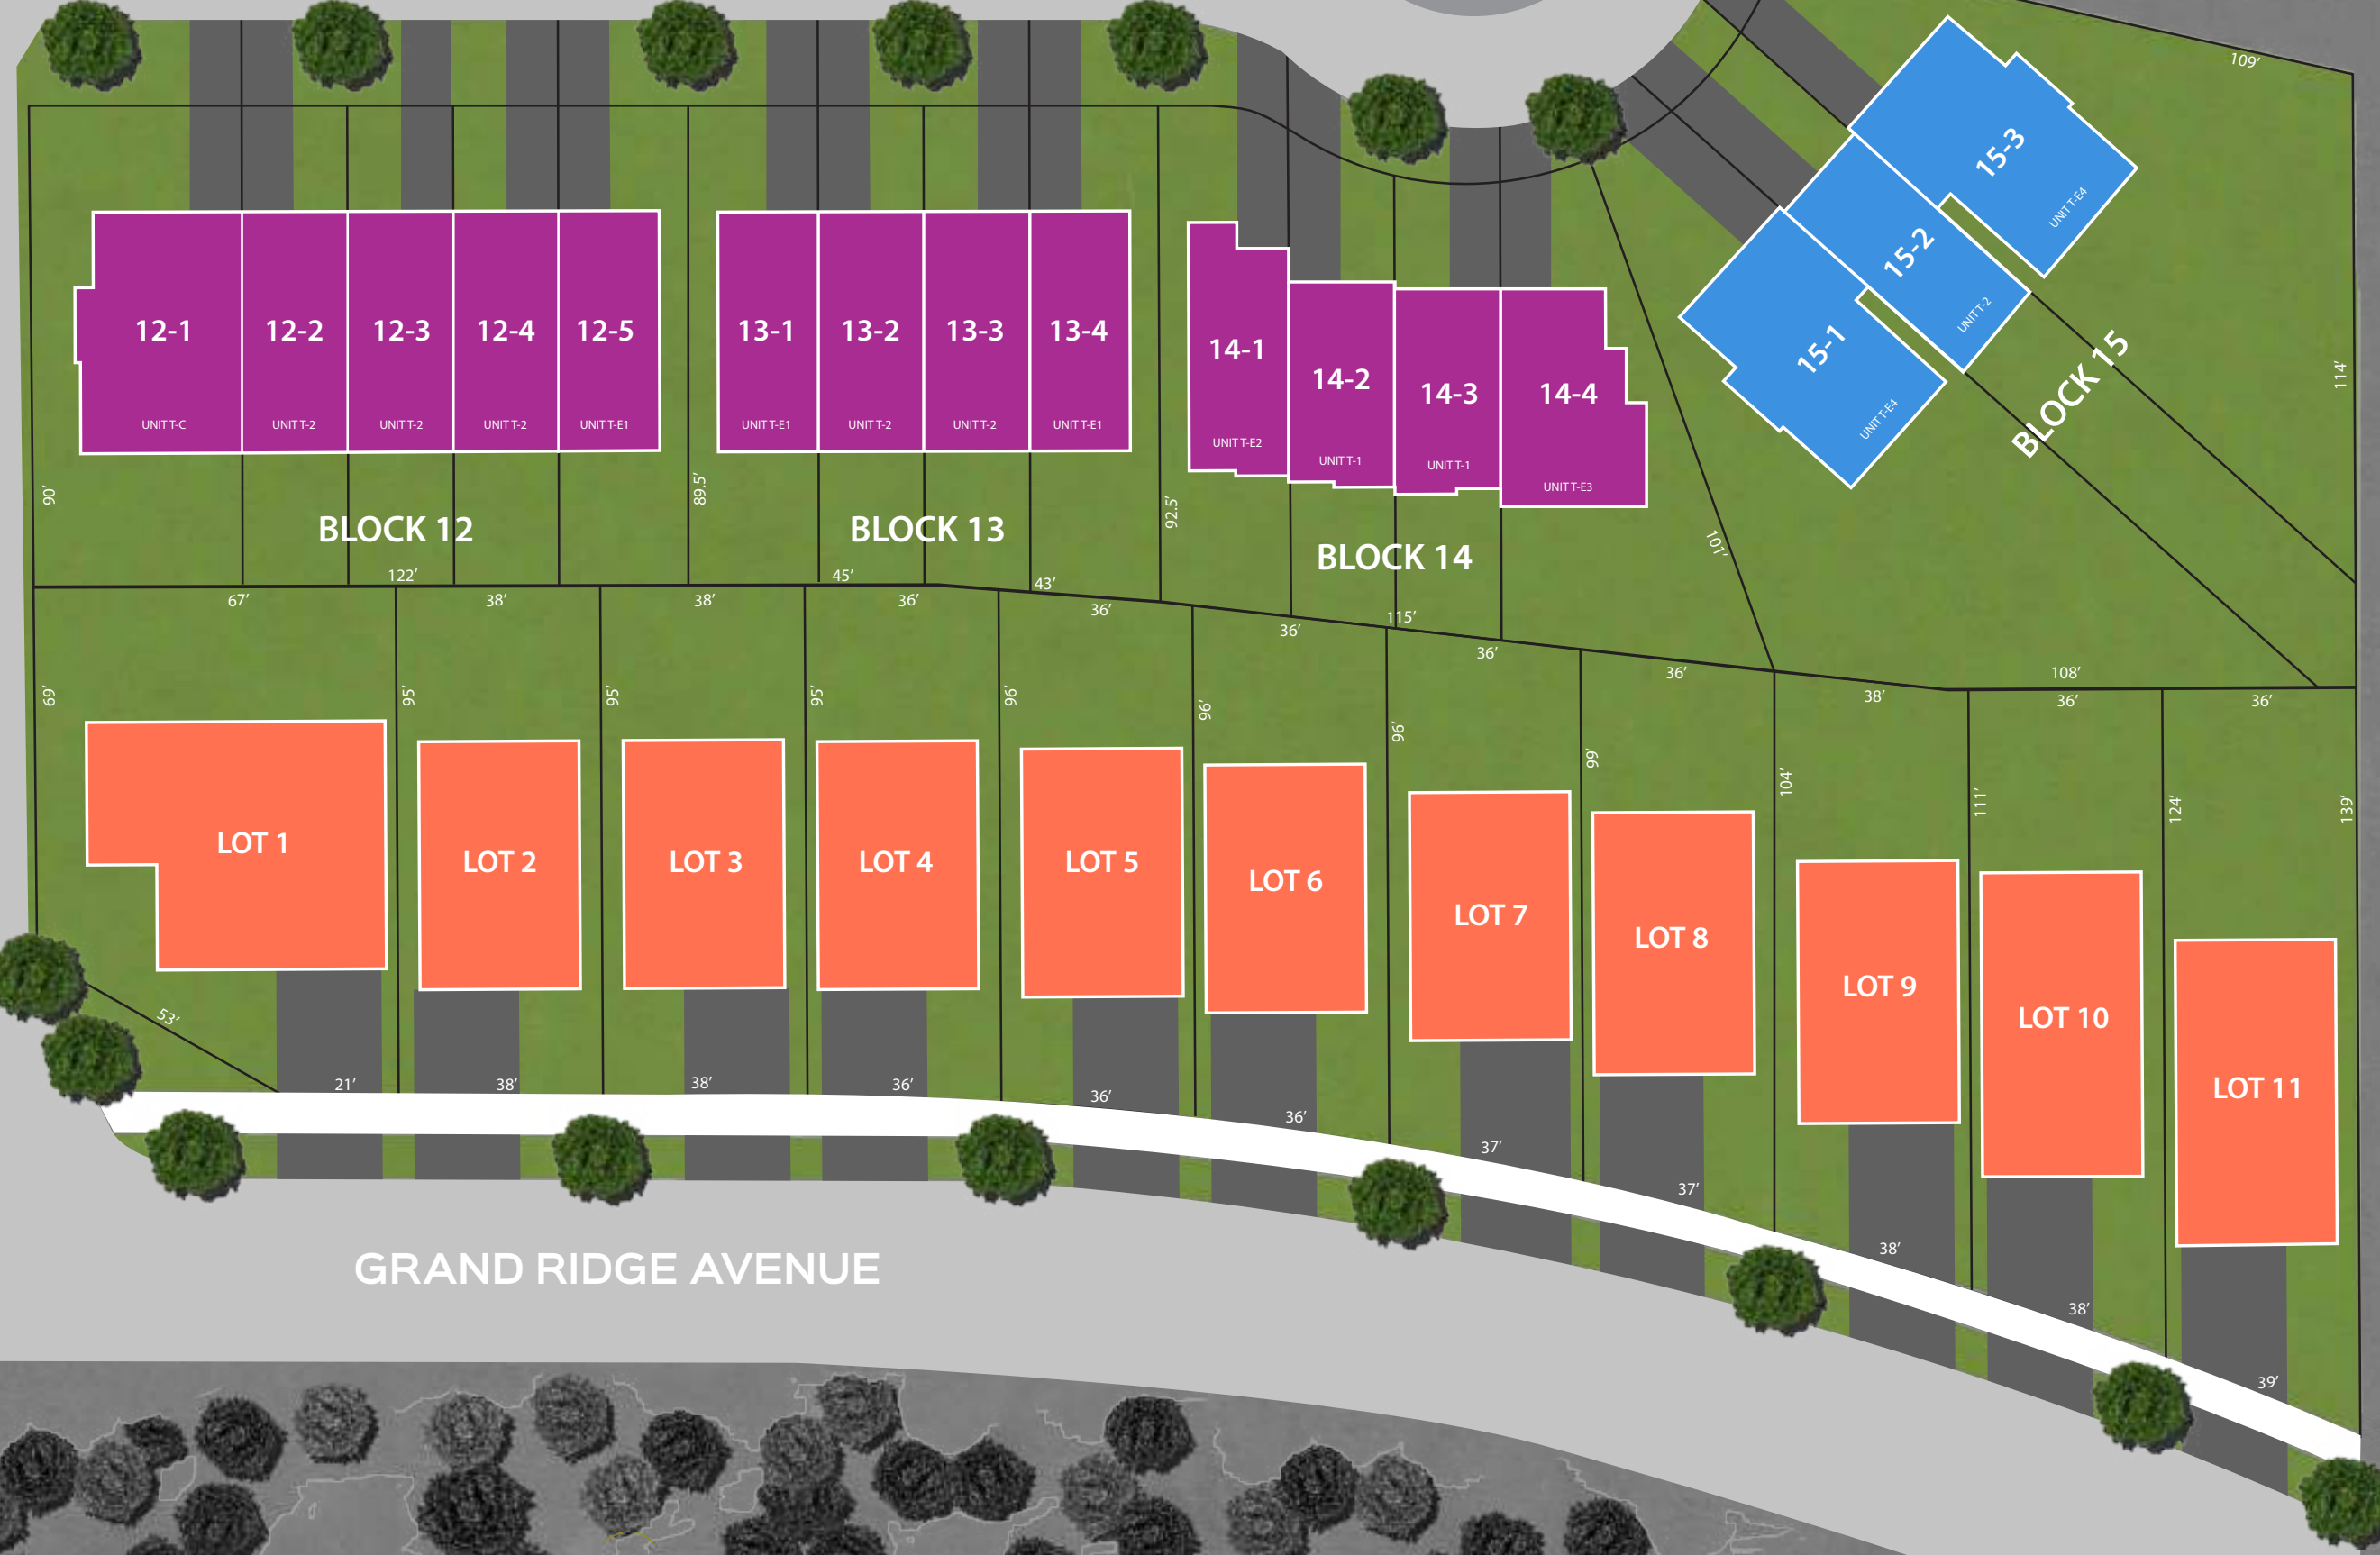 109’
15-3
UNIT T-E4
15-2
UNIT T-2
15-1
UNIT T-E4
BLOCK 15
114’
12-1
12-2
12-3
12-4
12-5
UNIT T-C
UNIT T-2
UNIT T-2
UNIT T-2
UNIT T-E1
13-1
13-2
13-3
13-4
UNIT T-E1
UNIT T-2
UNIT T-2
UNIT T-E1
14-1
14-2
14-3
14-4
UNIT T-E2
UNIT T-1
UNIT T-1
UNIT T-E3
90’
89.5’
92.5’
101’
BLOCK 12
BLOCK 13
BLOCK 14
122’
45’
43’
115’
108’
67’
38’
38’
36’
36’
36’
36’
36’
38’
36’
36’
69’
95’
95’
95’
96’
96’
96’
99’
104’
111’
124’
139’
LOT 1
LOT 2
LOT 3
LOT 4
LOT 5
LOT 6
LOT 7
LOT 8
LOT 9
LOT 10
LOT 11
53’
21’
38’
38’
36’
36’
36’
37’
37’
38’
38’
39’
GRAND RIDGE AVENUE